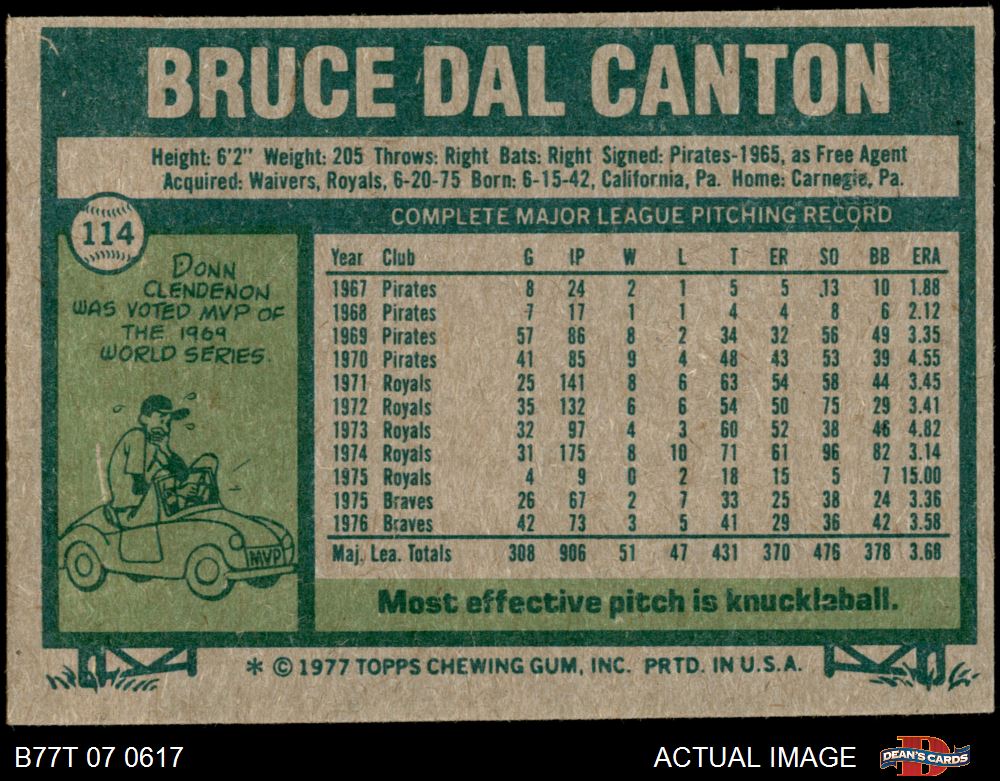 BRUCE DAL CANTON
Height: 6'2" Weight: 205 Throws: Right Bats: Right Signed: Pirates-1965, as Free Agent
Acquired: Waivers, Royals, 6-20-75 Born: 6-15-42, California, Pa. Home: Carnegie, Pa.
114
DONN
CLENDENON
WAS VOTED MVP OF
THE 1969
WORLD SERIES.
MVP
COMPLETE MAJOR LEAGUE PITCHING RECORD
Year Club G IP W L T ER SO BB ERA
1967 Pirates 8 24 2 1 5 5 13 10 1.88
1968 Pirates 7 17 1 1 4 4 8 6 2.12
1969 Pirates 57 86 8 2 34 32 56 49 3.35
1970 Pirates 41 85 9 4 48 43 53 39 4.55
1971 Royals 25 141 8 6 63 54 58 44 3.45
1972 Royals 35 132 6 6 54 50 75 29 3.41
1973 Royals 32 97 4 3 60 52 38 46 4.82
1974 Royals 31 175 8 10 71 61 96 82 3.14
1975 Royals 4 9 0 2 18 15 5 7 15.00
1975 Braves 26 67 2 7 33 25 38 24 3.36
1976 Braves 42 73 3 5 41 29 36 42 3.58
Maj. Lea. Totals 308 906 51 47 431 370 476 378 3.68
Most effective pitch is knuckleball.
* © 1977 TOPPS CHEWING GUM, INC. PRTD. IN U.S.A.
B77T 07 0617
ACTUAL IMAGE
DEAN'S CARDS